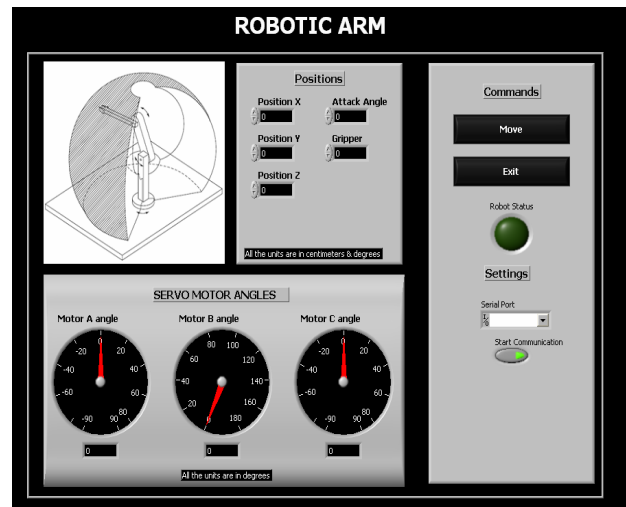 ROBOTIC ARM
Positions
Position X Attack Angle
0 0
Position Y Gripper
0 0
Position Z
0
All the units are in centimeters & degrees
Commands
Move
Exit
Robot Status
Settings
Serial Port
Start Communication
SERVO MOTOR ANGLES
Motor A angle Motor B angle Motor C angle
0 80 100 0
-20 20 60 120 -20 20
-40 40 40 140 -40 40
-60 60 20 160 -60 60
-90 90 80 0 180 -90 90 80
0 0 0
All the units are in degrees